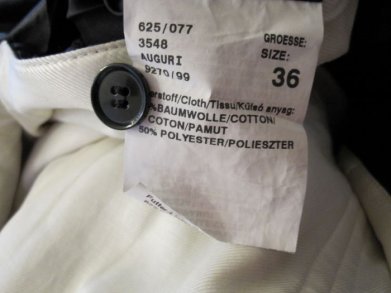 625/077
3548
AUGURI
9270/99
GROESSE:
SIZE: 36
erstoff/Cloth/Tissu/Külső anyag:
%BAUMWOLLE/COTTON/
COTON/PAMUT
50% POLYESTER/POLIESZTER
Futter